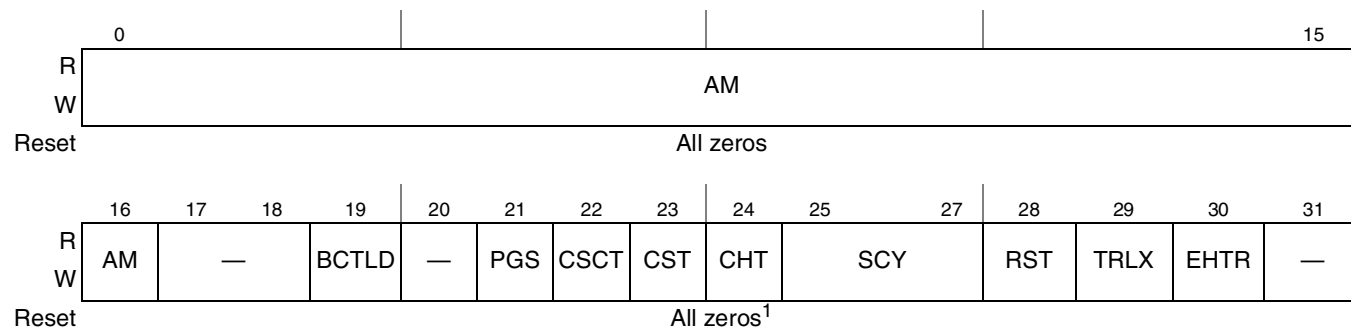 0 15
R
AM
W
Reset All zeros
16 17 18 19 20 21 22 23 24 25 27 28 29 30 31
R
AM — BCTLD — PGS CSCT CST CHT SCY RST TRLX EHTR —
W
Reset All zeros1